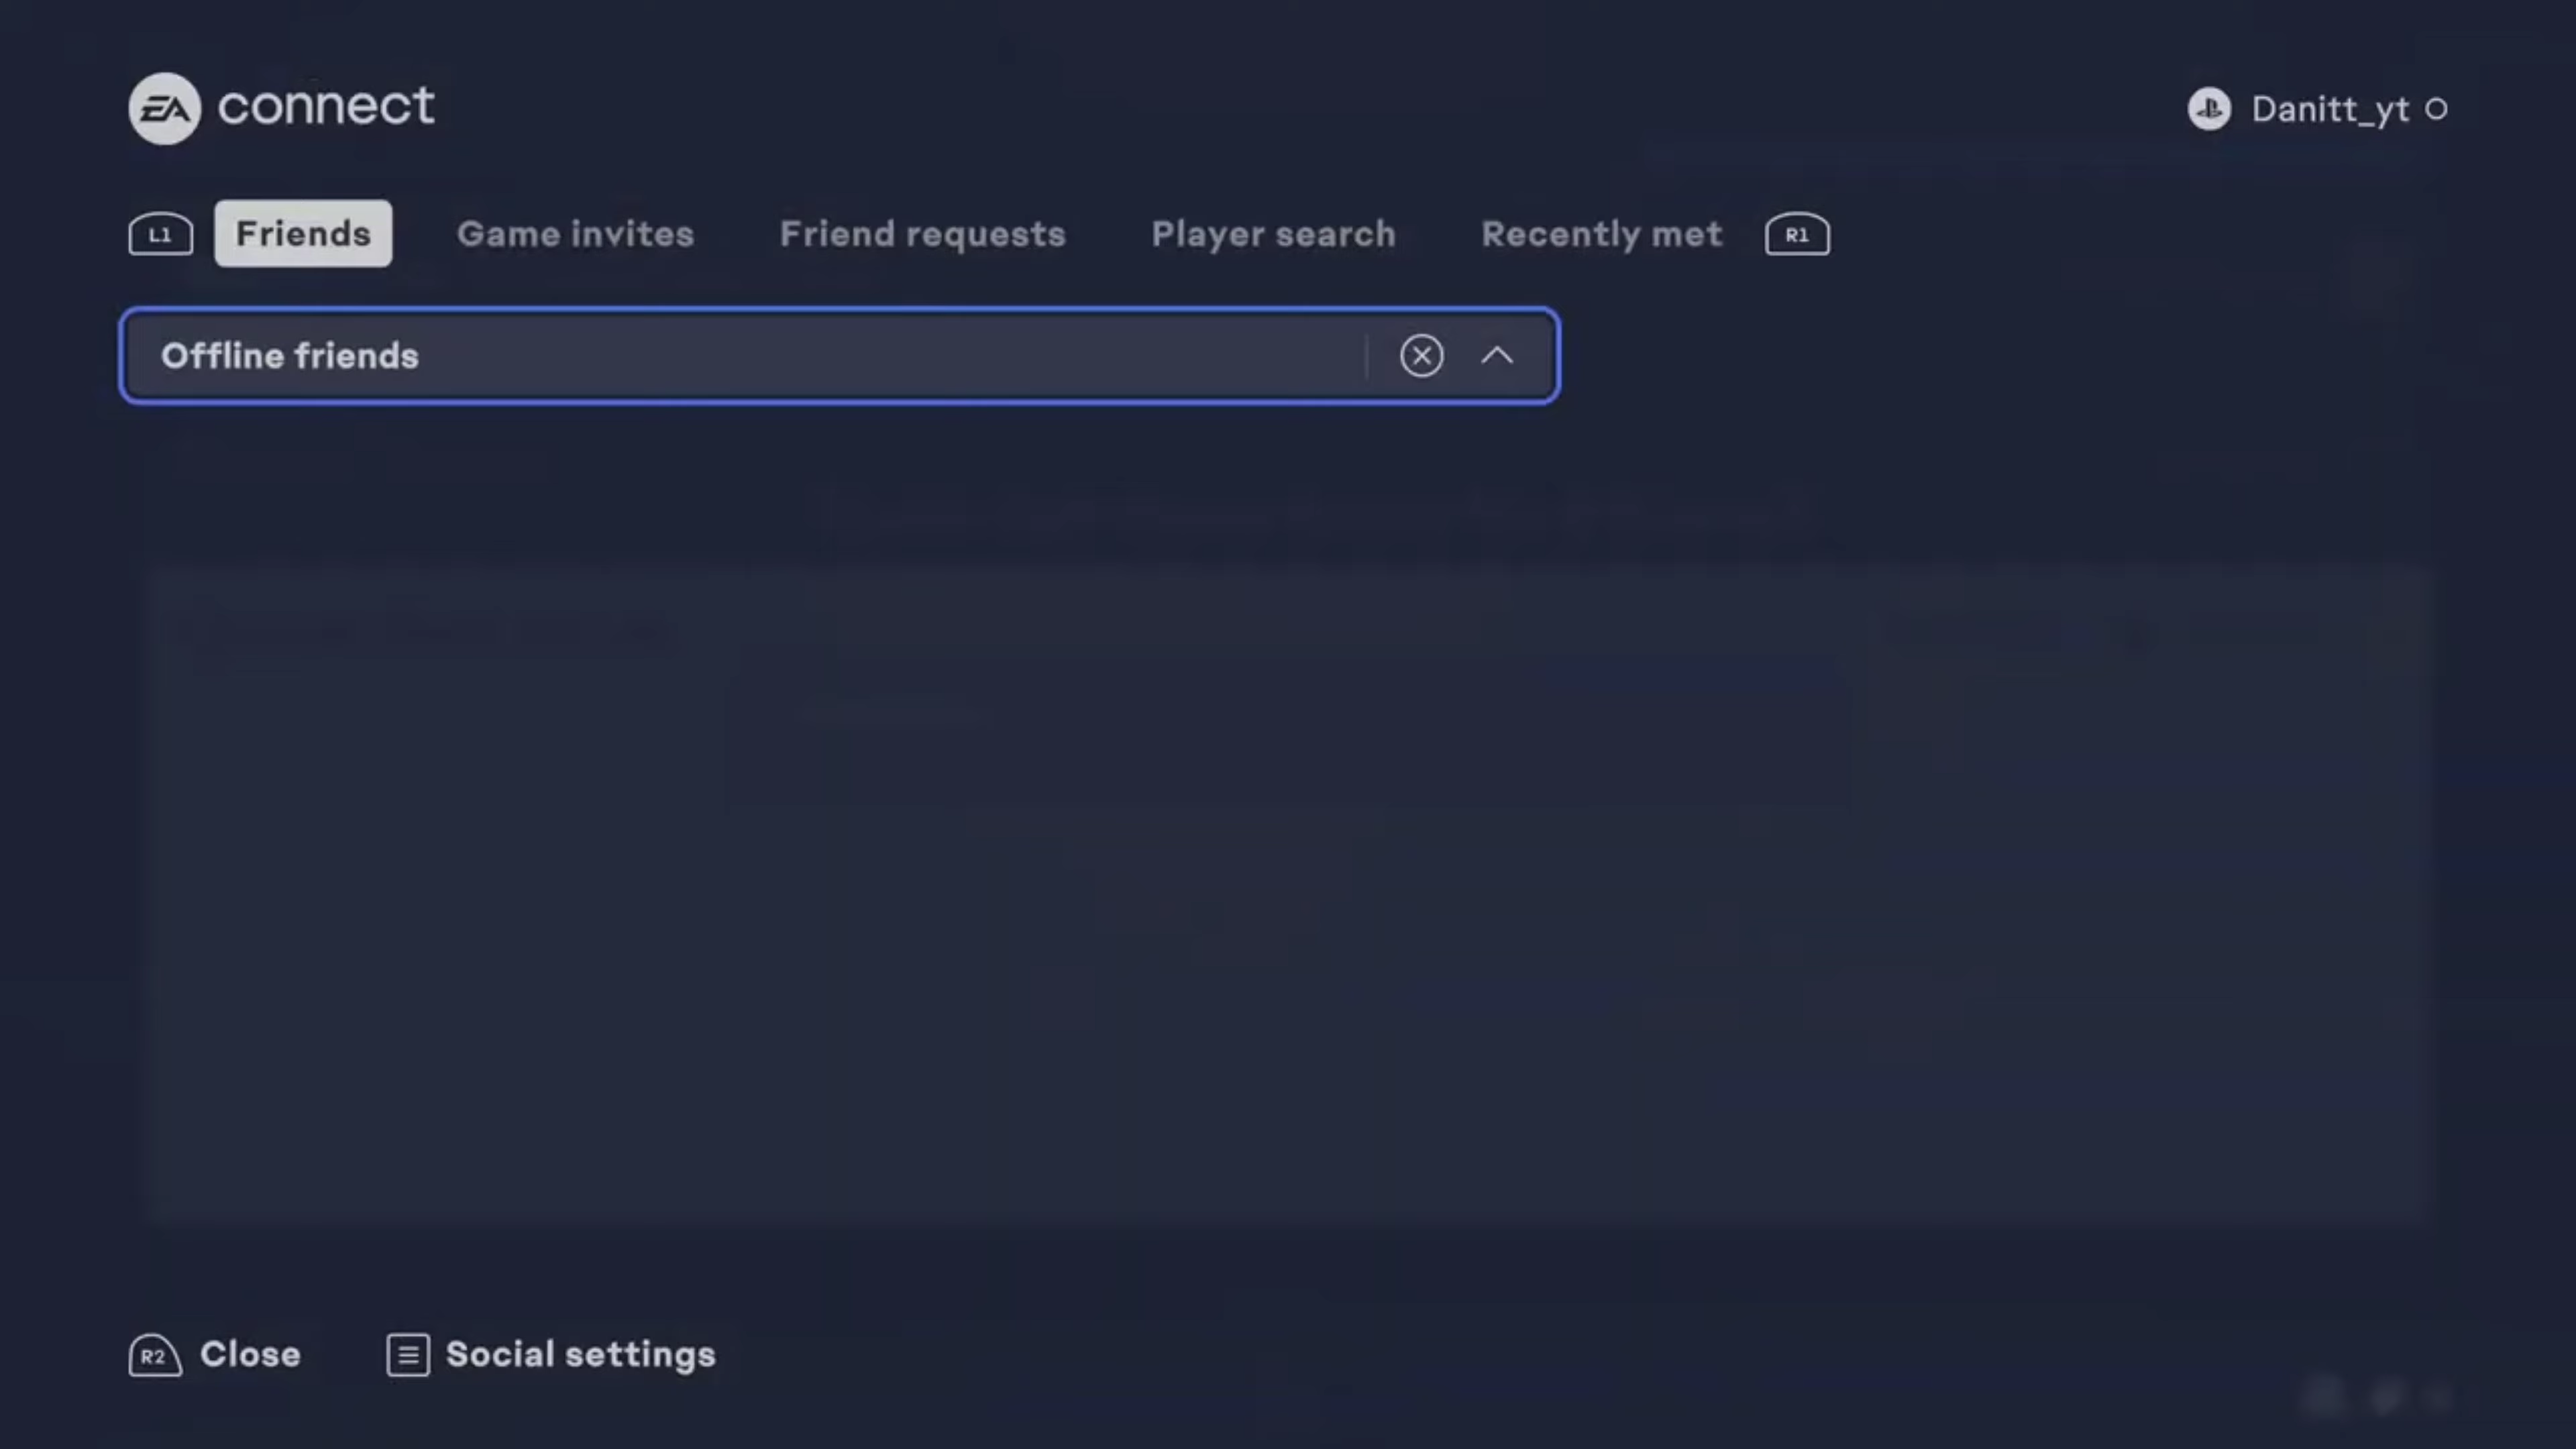 EA connect
Danitt_yt
L1 Friends Game invites Friend requests Player search Recently met R1
Offline friends
R2 Close Social settings